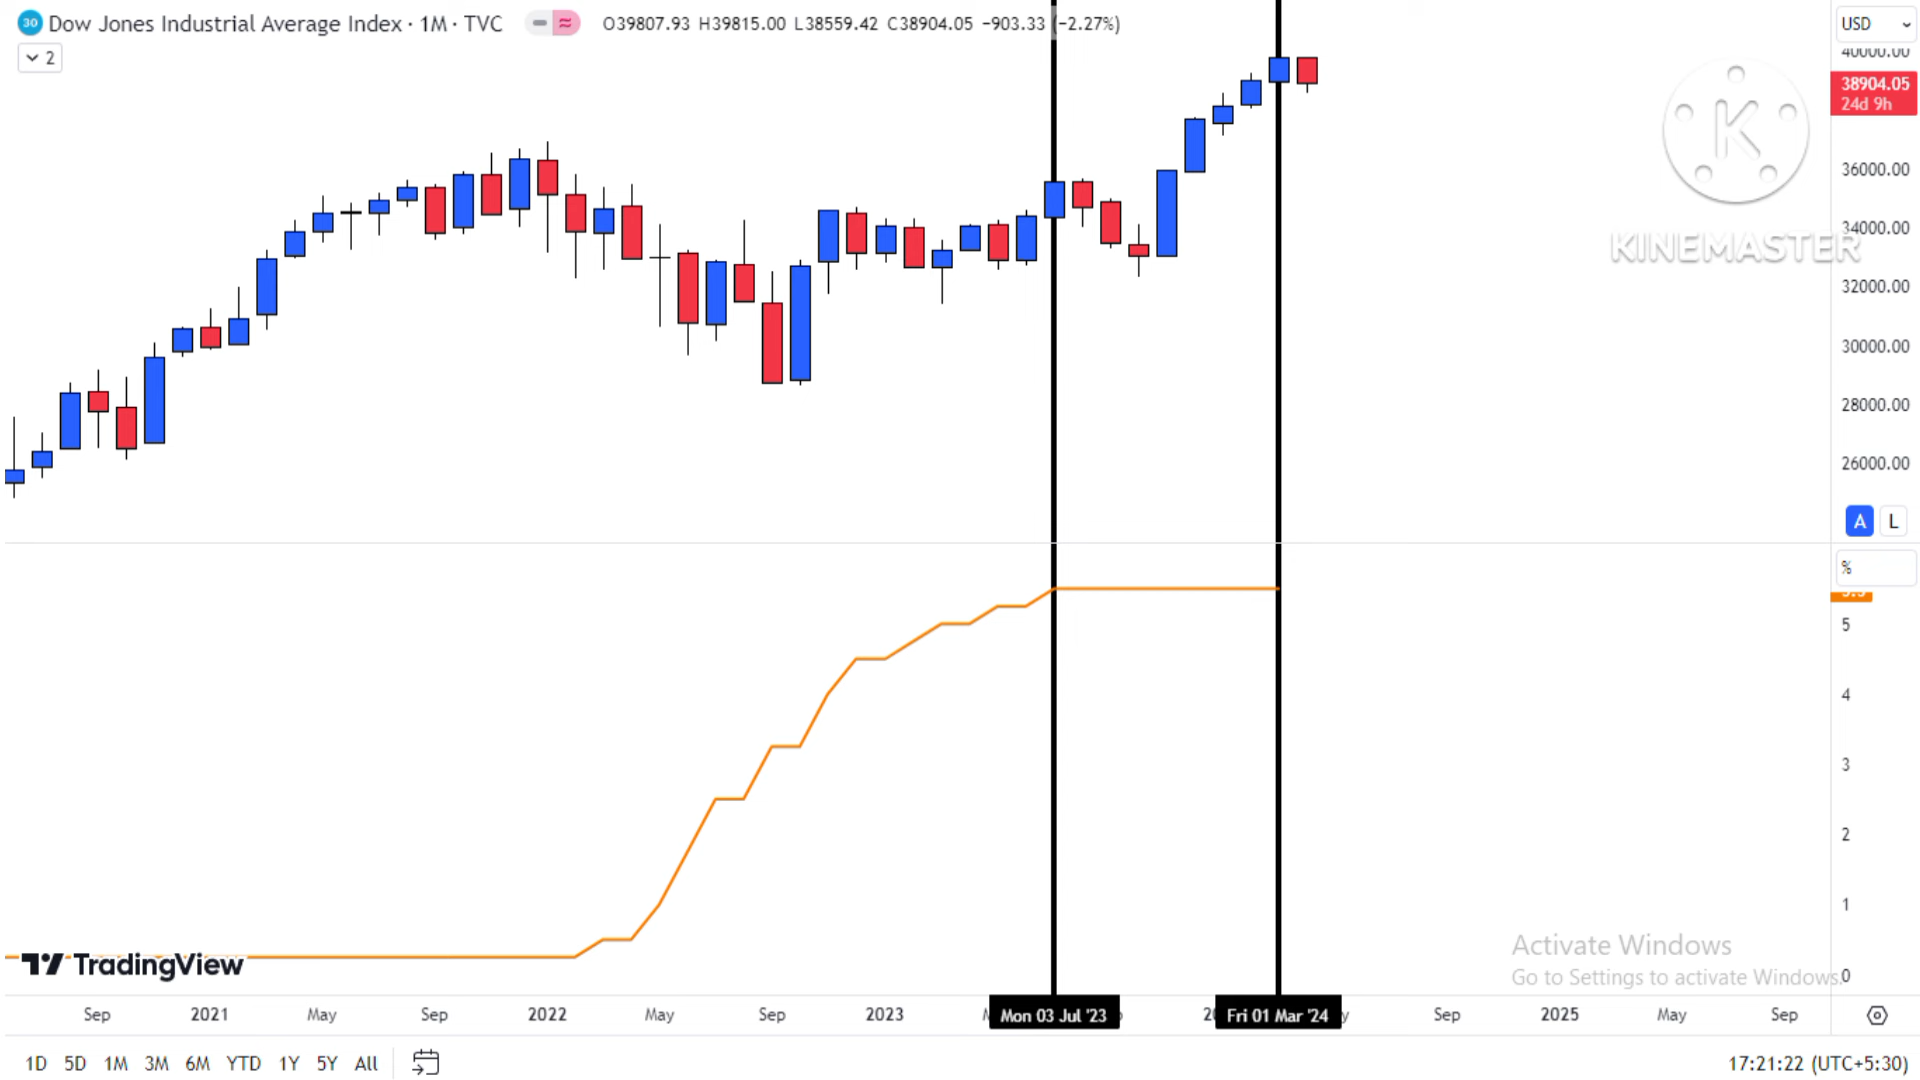 30 Dow Jones Industrial Average Index · 1M · TVC O39807.93 H39815.00 L38559.42 C38904.05 −903.33 (−2.27%)
USD
2
40000.00
38904.05
24d 9h
K
36000.00
34000.00
KINEMASTER
32000.00
30000.00
28000.00
26000.00
A L
%
5.5
5
4
3
2
1
Activate Windows
Go to Settings to activate Windows.
0
TradingView
Sep 2021 May Sep 2022 May Sep 2023 Mon 03 Jul '23 Fri 01 Mar '24 Sep 2025 May Sep
1D 5D 1M 3M 6M YTD 1Y 5Y All
17:21:22 (UTC+5:30)